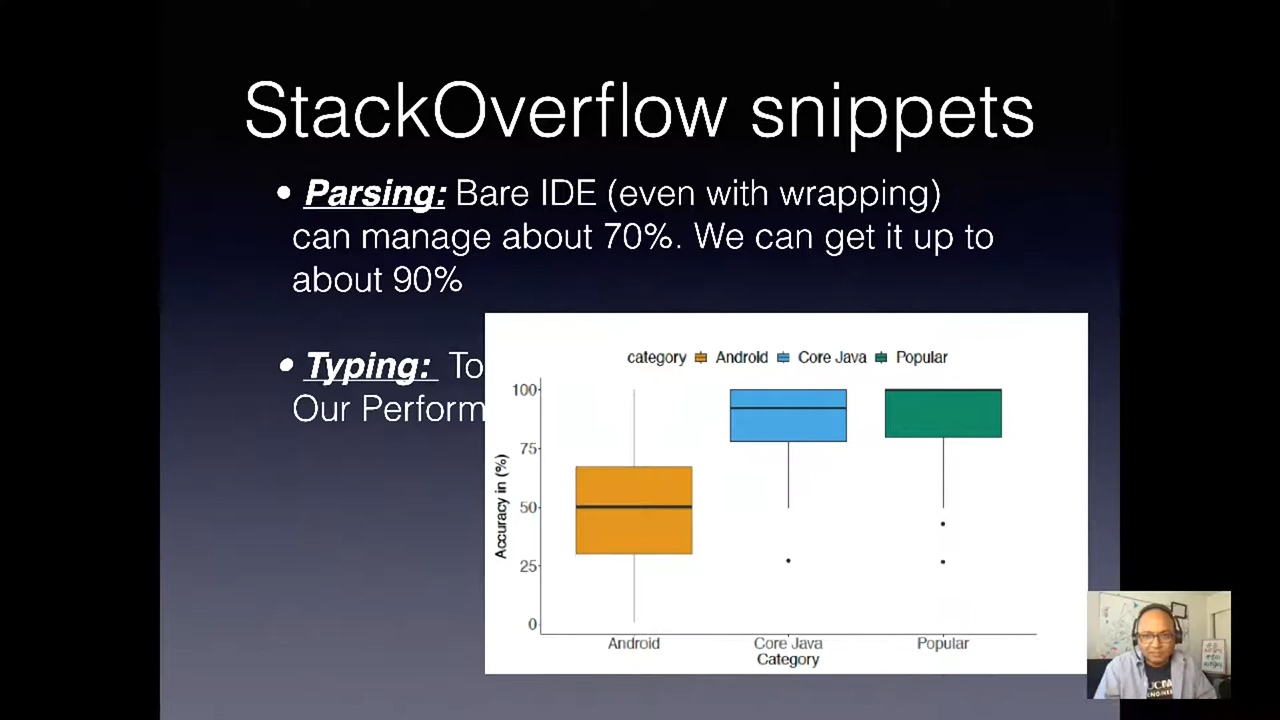 StackOverflow snippets
• Parsing: Bare IDE (even with wrapping)
can manage about 70%. We can get it up to
about 90%
• Typing: To
Our Perform
category Android Core Java Popular
100
75
50
25
0
Accuracy in (%)
Android Core Java Popular
Category